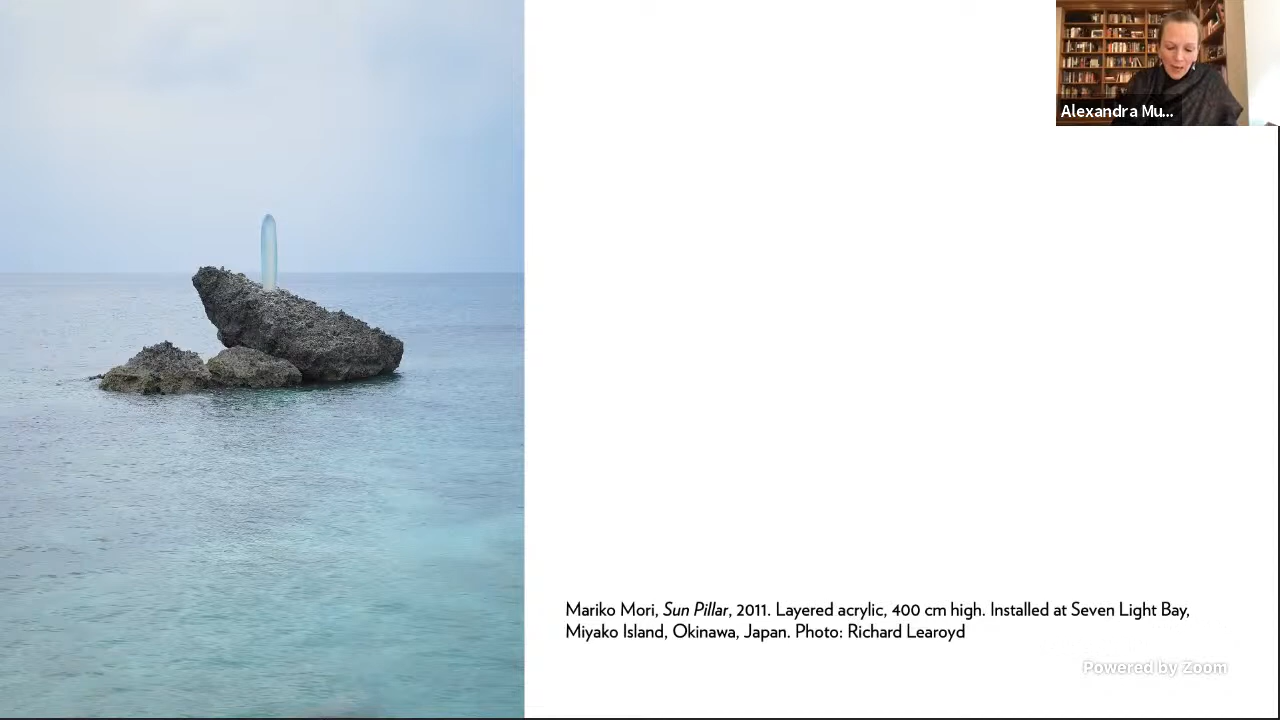 Alexandra Mu...
Mariko Mori, Sun Pillar, 2011. Layered acrylic, 400 cm high. Installed at Seven Light Bay,
Miyako Island, Okinawa, Japan. Photo: Richard Learoyd
Powered by Zoom